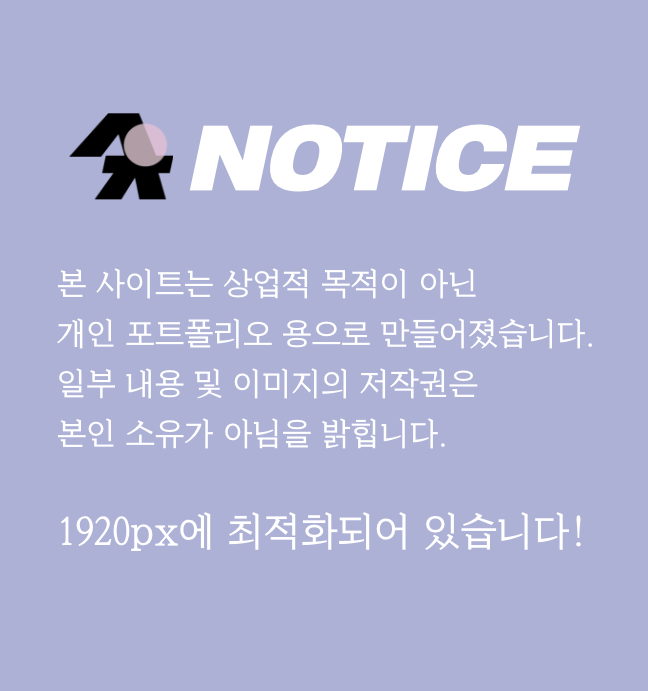 NOTICE
본 사이트는 상업적 목적이 아닌
개인 포트폴리오 용으로 만들어졌습니다.
일부 내용 및 이미지의 저작권은
본인 소유가 아님을 밝힙니다.
1920px에 최적화되어 있습니다!